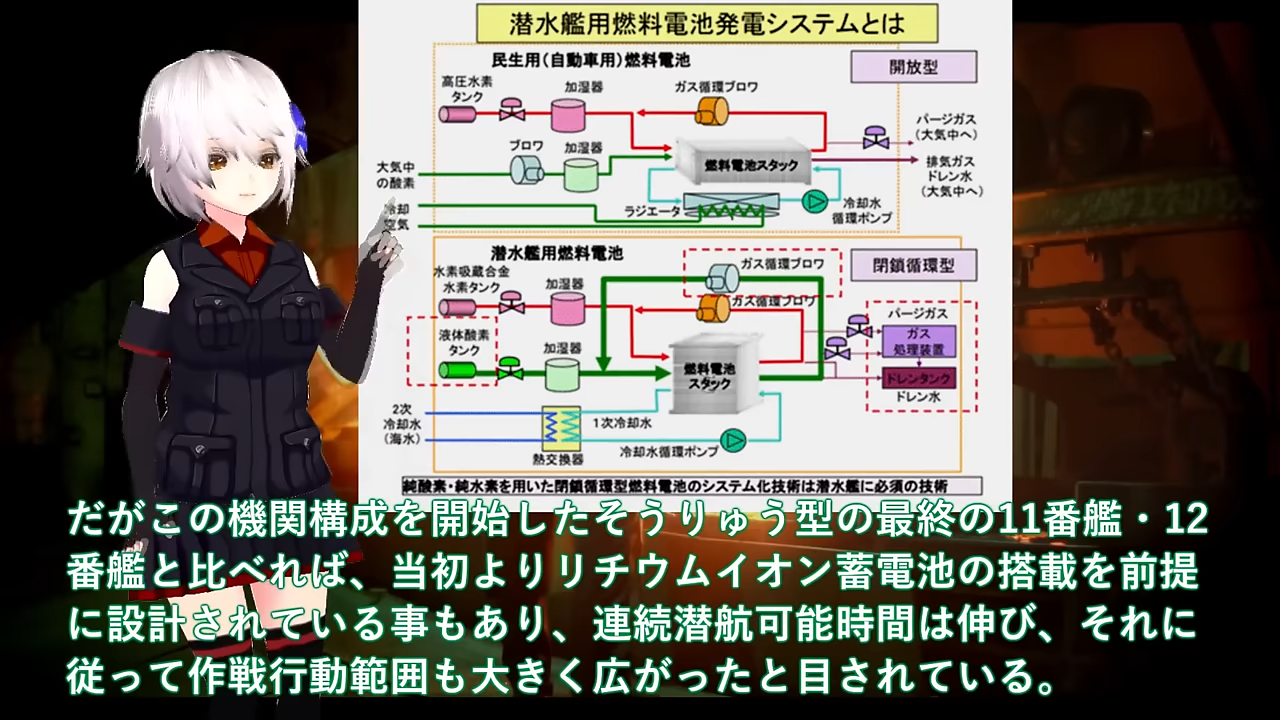 潜水艦用燃料電池発電システムとは
民生用(自動車用)燃料電池
開放型
高圧水素
タンク
加湿器
ガス循環ブロワ
パージガス
(大気中へ)
ブロワ
加湿器
燃料電池スタック
排気ガス
ドレン水
(大気中へ)
大気中
の酸素
冷却
空気
ラジエータ
冷却水
循環ポンプ
潜水艦用燃料電池
閉鎖循環型
水素吸蔵合金
水素タンク
加湿器
ガス循環ブロワ
ガス循環ブロワ
パージガス
ガス
処理装置
液体酸素
タンク
加湿器
燃料電池
スタック
ドレンタンク
ドレン水
2次
冷却水
(海水)
1次冷却水
熱交換器
冷却水循環ポンプ
純酸素・純水素を用いた閉鎖循環型燃料電池のシステム化技術は潜水艦に必須の技術
だがこの機関構成を開始したそうりゅう型の最終の11番艦・12
番艦と比べれば、当初よりリチウムイオン蓄電池の搭載を前提
に設計されている事もあり、連続潜航可能時間は伸び、それに
従って作戦行動範囲も大きく広がったと目されている。